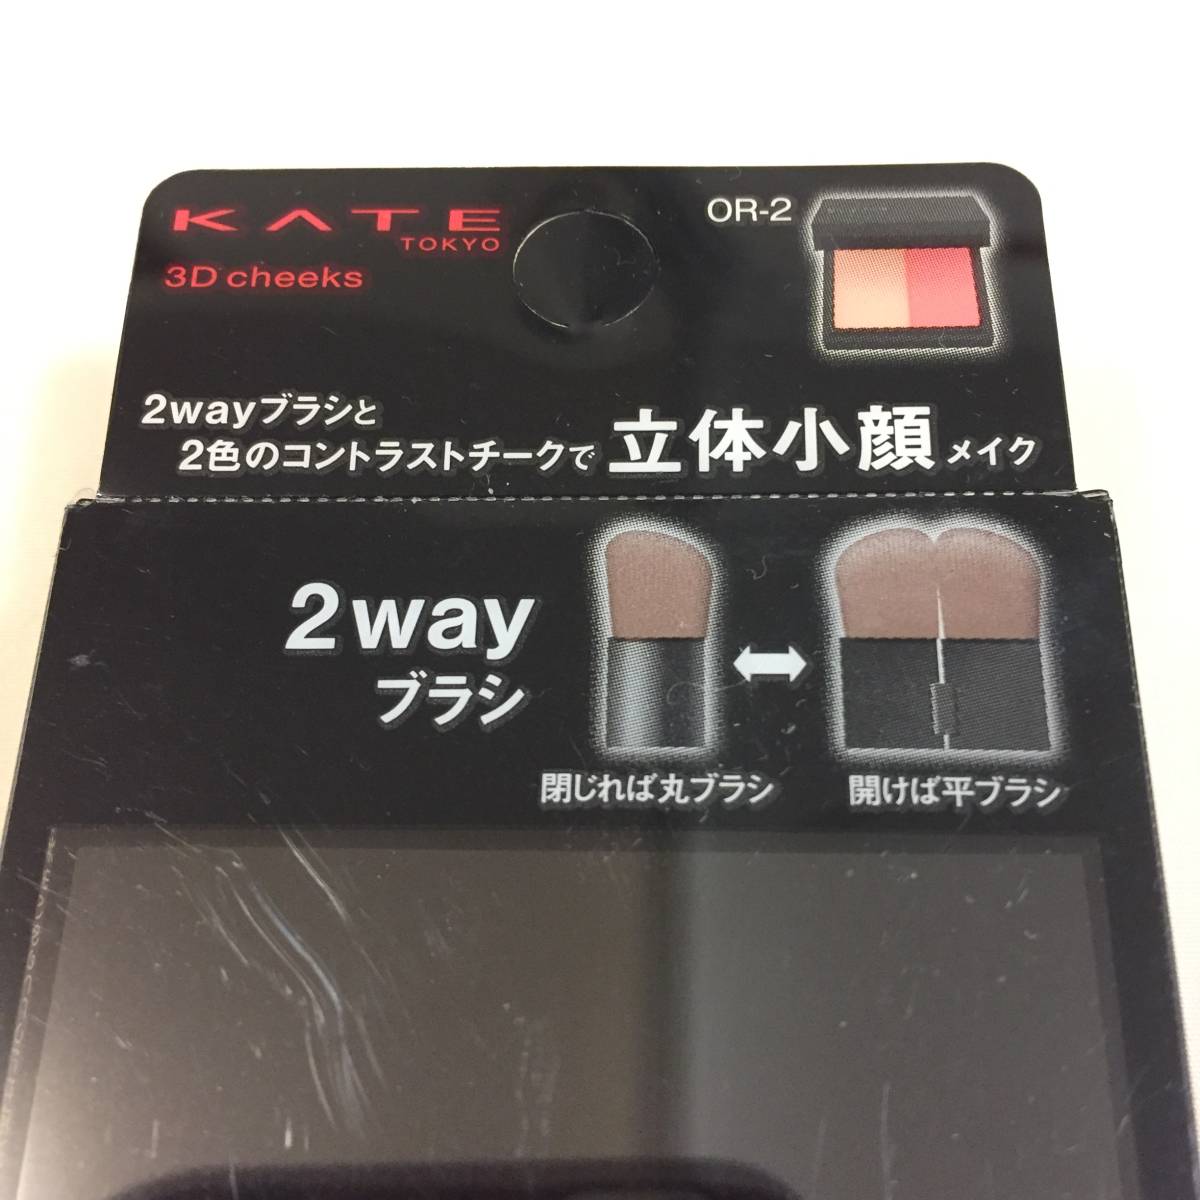 KATE
TOKYO
3D cheeks
OR-2
2wayブラシと
2色のコントラストチークで 立体小顔メイク
2way
ブラシ
閉じれば丸ブラシ
開けば平ブラシ